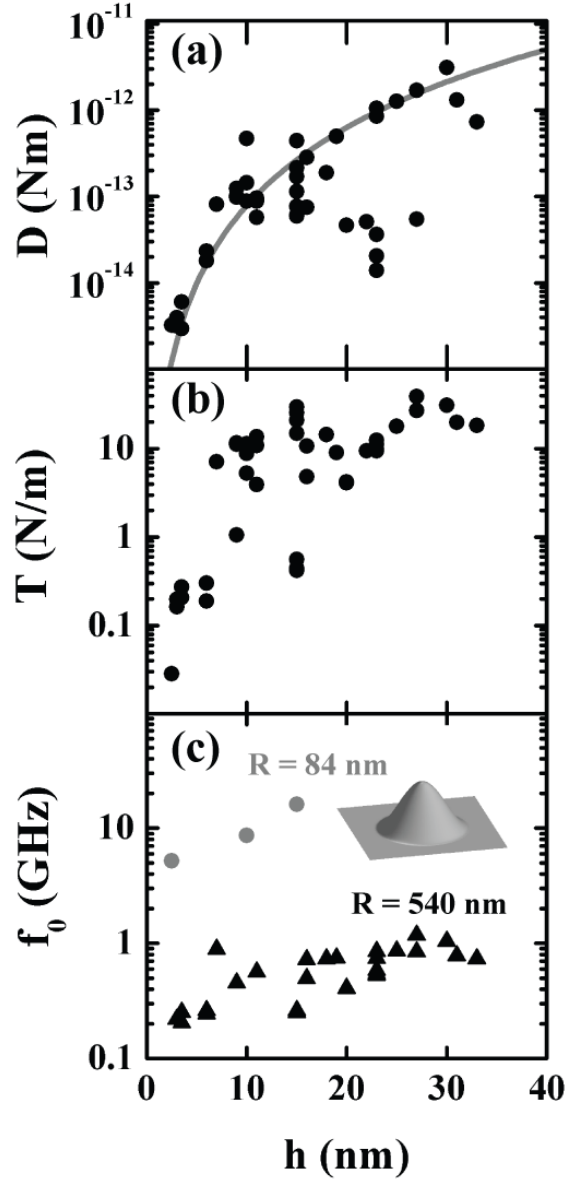 (a)
D (Nm)
10⁻¹¹
10⁻¹²
10⁻¹³
10⁻¹⁴
(b)
T (N/m)
10
1
0.1
(c)
R = 84 nm
R = 540 nm
f₀ (GHz)
10
1
0.1
0 10 20 30 40
h (nm)